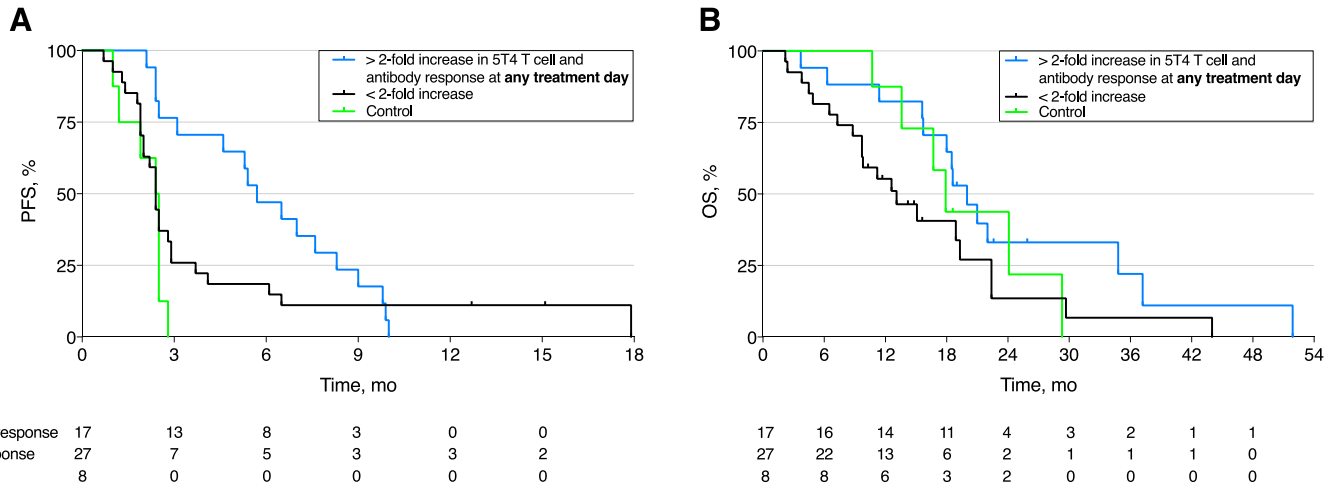 A
B
100
75
50
25
0
PFS, %
> 2-fold increase in 5T4 T cell and
antibody response at any treatment day
< 2-fold increase
Control
0 3 6 9 12 15 18
Time, mo
100
75
50
25
0
OS, %
> 2-fold increase in 5T4 T cell and
antibody response at any treatment day
< 2-fold increase
Control
0 6 12 18 24 30 36 42 48 54
Time, mo
response 17 13 8 3 0 0
27 7 5 3 3 2
8 0 0 0 0 0
17 16 14 11 4 3 2 1 1
27 22 13 6 2 1 1 1 0
8 8 6 3 2 0 0 0 0